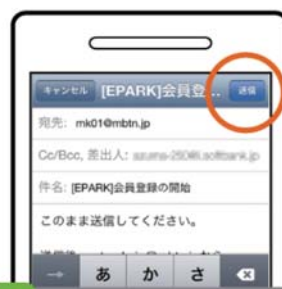 キャンセル [EPARK]会員登... 送信
宛先: mk01@mbtn.jp
Cc/Bcc, 差出人:
件名: [EPARK]会員登録の開始
このまま送信してください。
→ あ か さ